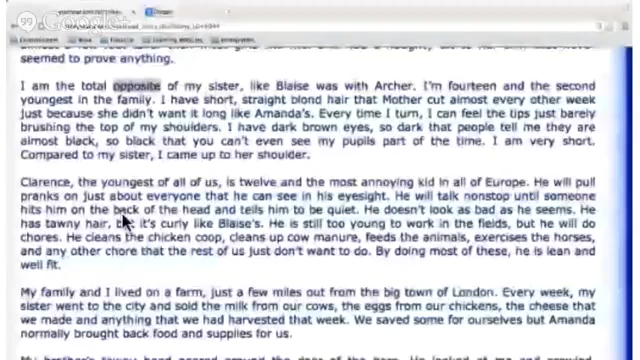 Google+
seemed to prove anything.
I am the total opposite of my sister, like Blaise was with Archer. I'm fourteen and the second
youngest in the family. I have short, straight blond hair that Mother cut almost every other week
just because she didn't want it long like Amanda's. Every time I turn, I can feel the tips just barely
brushing the top of my shoulders. I have dark brown eyes, so dark that people tell me they are
almost black, so black that you can't even see my pupils part of the time. I am very short.
Compared to my sister, I came up to her shoulder.
Clarence, the youngest of all of us, is twelve and the most annoying kid in all of Europe. He will pull
pranks on just about everyone that he can see in his eyesight. He will talk nonstop until someone
hits him on the back of the head and tells him to be quiet. He doesn't look as bad as he seems. He
has tawny hair, but it's curly like Blaise's. He is still too young to work in the fields, but he will do
chores. He cleans the chicken coop, cleans up cow manure, feeds the animals, exercises the horses,
and any other chore that the rest of us just don't want to do. By doing most of these, he is lean and
well fit.
My family and I lived on a farm, just a few miles out from the big town of London. Every week, my
sister went to the city and sold the milk from our cows, the eggs from our chickens, the cheese that
we made and anything that we had harvested that week. We saved some for ourselves but Amanda
normally brought back food and supplies for us.